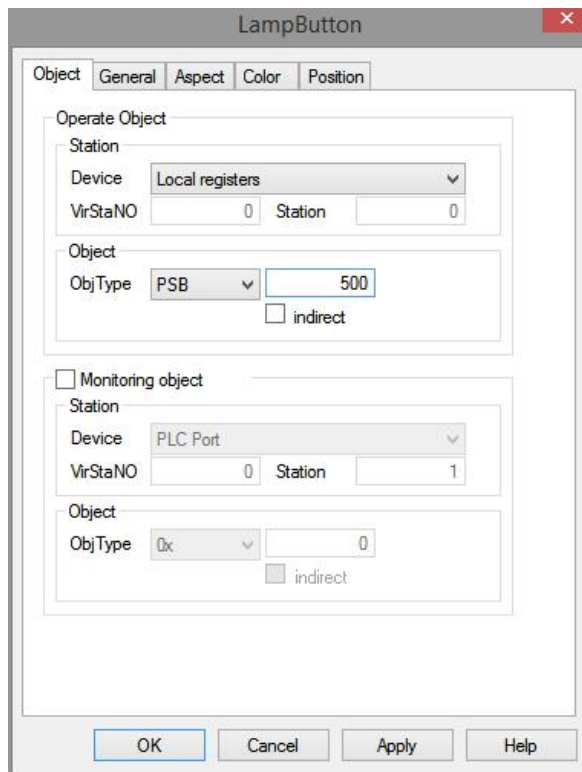 LampButton
Object General Aspect Color Position
Operate Object
Station
Device Local registers
VirStaNO 0 Station 0
Object
ObjType PSB 500
indirect
Monitoring object
Station
Device PLC Port
VirStaNO 0 Station 1
Object
ObjType 0x 0
indirect
OK Cancel Apply Help